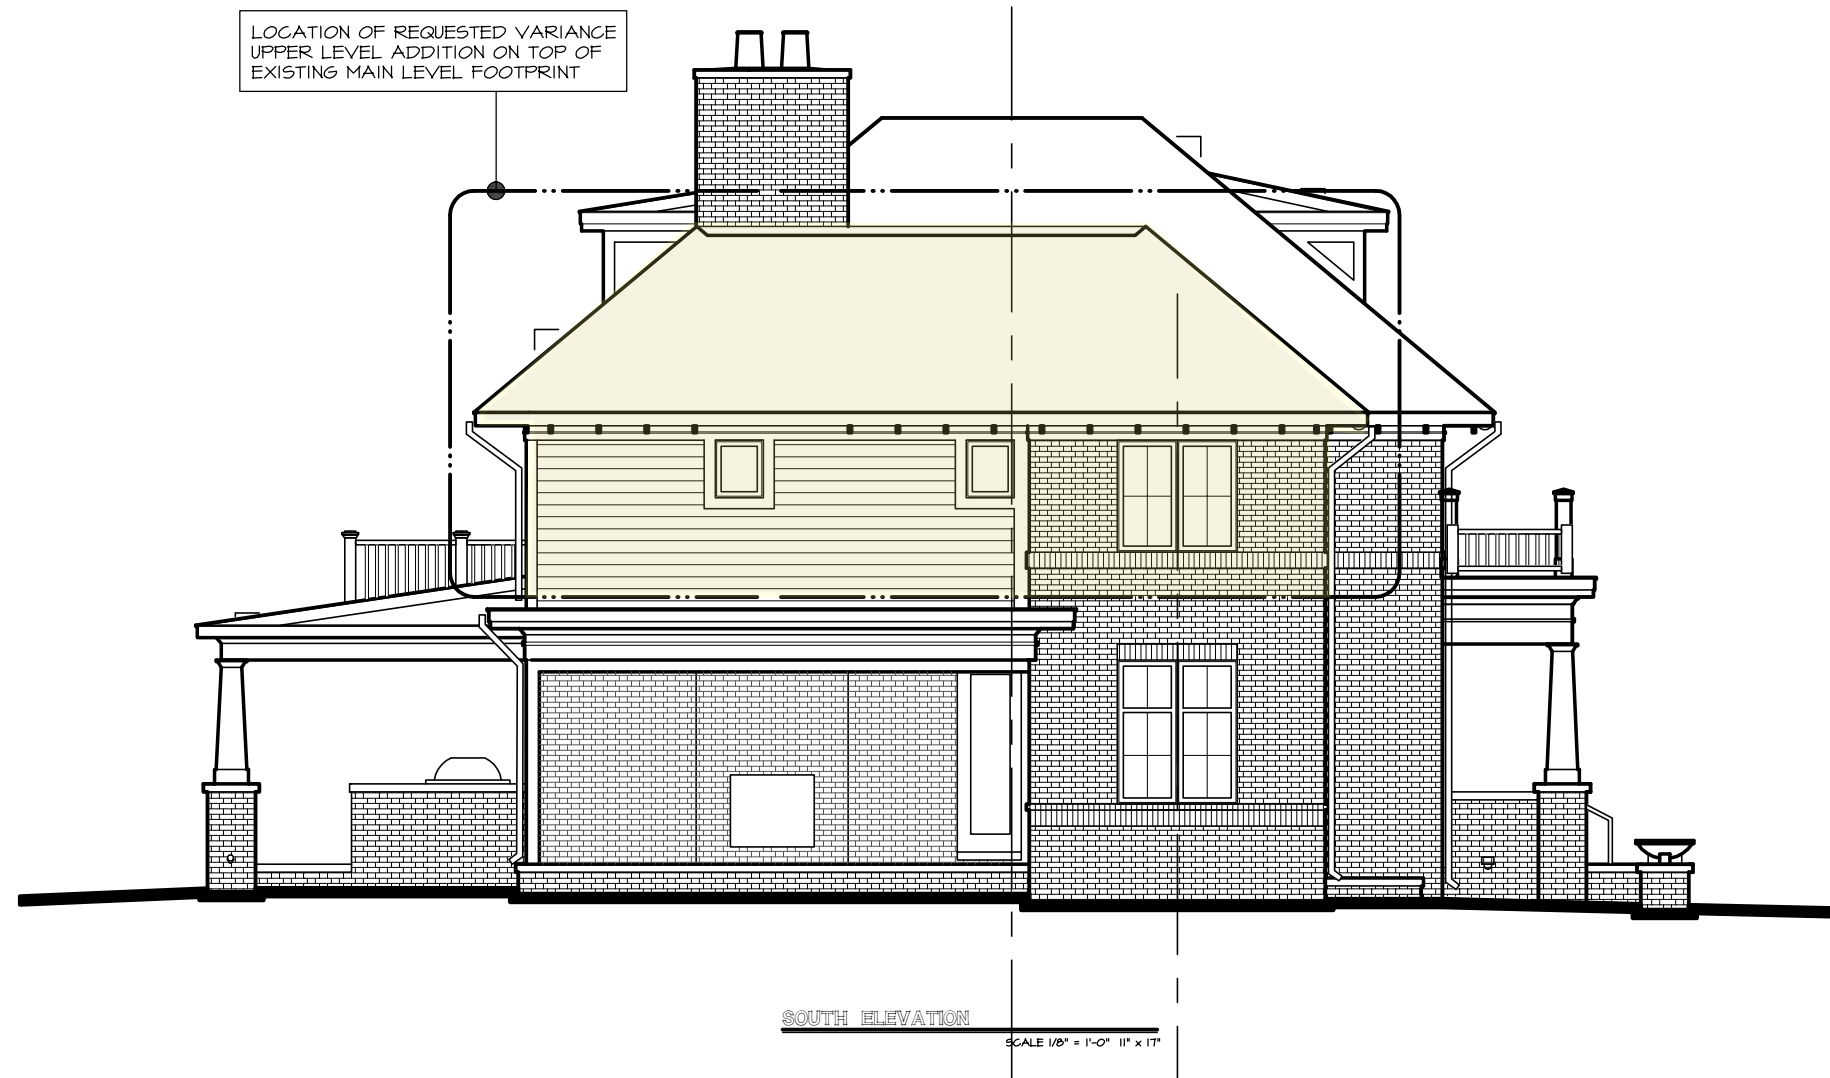 LOCATION OF REQUESTED VARIANCE
UPPER LEVEL ADDITION ON TOP OF
EXISTING MAIN LEVEL FOOTPRINT
SOUTH ELEVATION
SCALE 1/8" = 1'-0" 11" x 17"